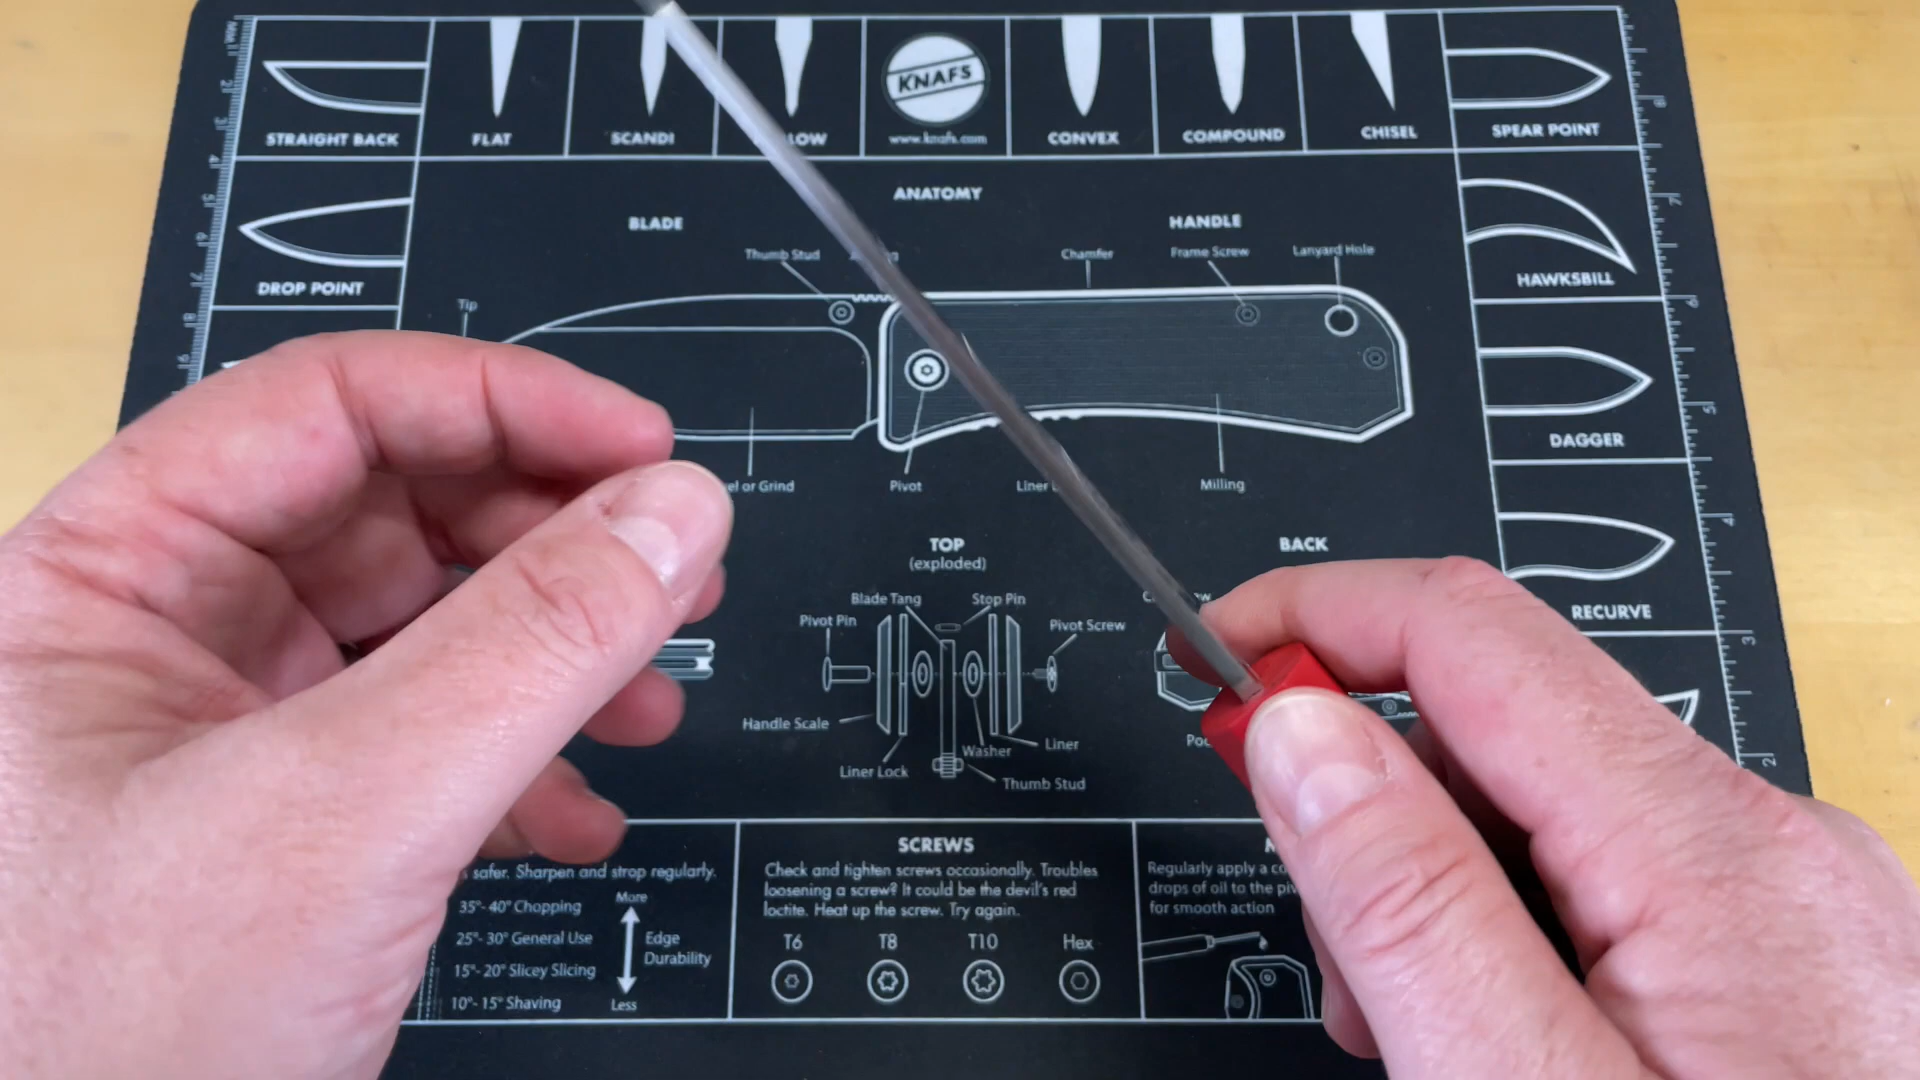 STRAIGHT BACK
FLAT
SCANDI
LOW
KNAFS
www.knafs.com
CONVEX
COMPOUND
CHISEL
SPEAR POINT
DROP POINT
HAWKSBILL
DAGGER
RECURVE
ANATOMY
BLADE
HANDLE
Thumb Stud
Chamfer
Frame Screw
Lanyard Hole
Tip
el or Grind
Pivot
Liner
Milling
TOP
(exploded)
BACK
Blade Tang
Stop Pin
Pivot Pin
Pivot Screw
Handle Scale
Washer
Liner
Liner Lock
Thumb Stud
safer. Sharpen and strop regularly.
35°- 40° Chopping
25°- 30° General Use
15°- 20° Slicey Slicing
10°- 15° Shaving
More
Edge
Durability
Less
SCREWS
Check and tighten screws occasionally. Troubles
loosening a screw? It could be the devil's red
loctite. Heat up the screw. Try again.
T6
T8
T10
Hex
Regularly apply a
drops of oil to the
for smooth action